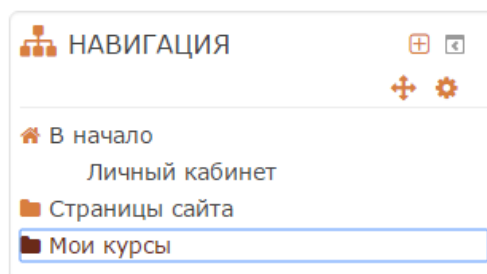 НАВИГАЦИЯ
В начало
Личный кабинет
Страницы сайта
Мои курсы